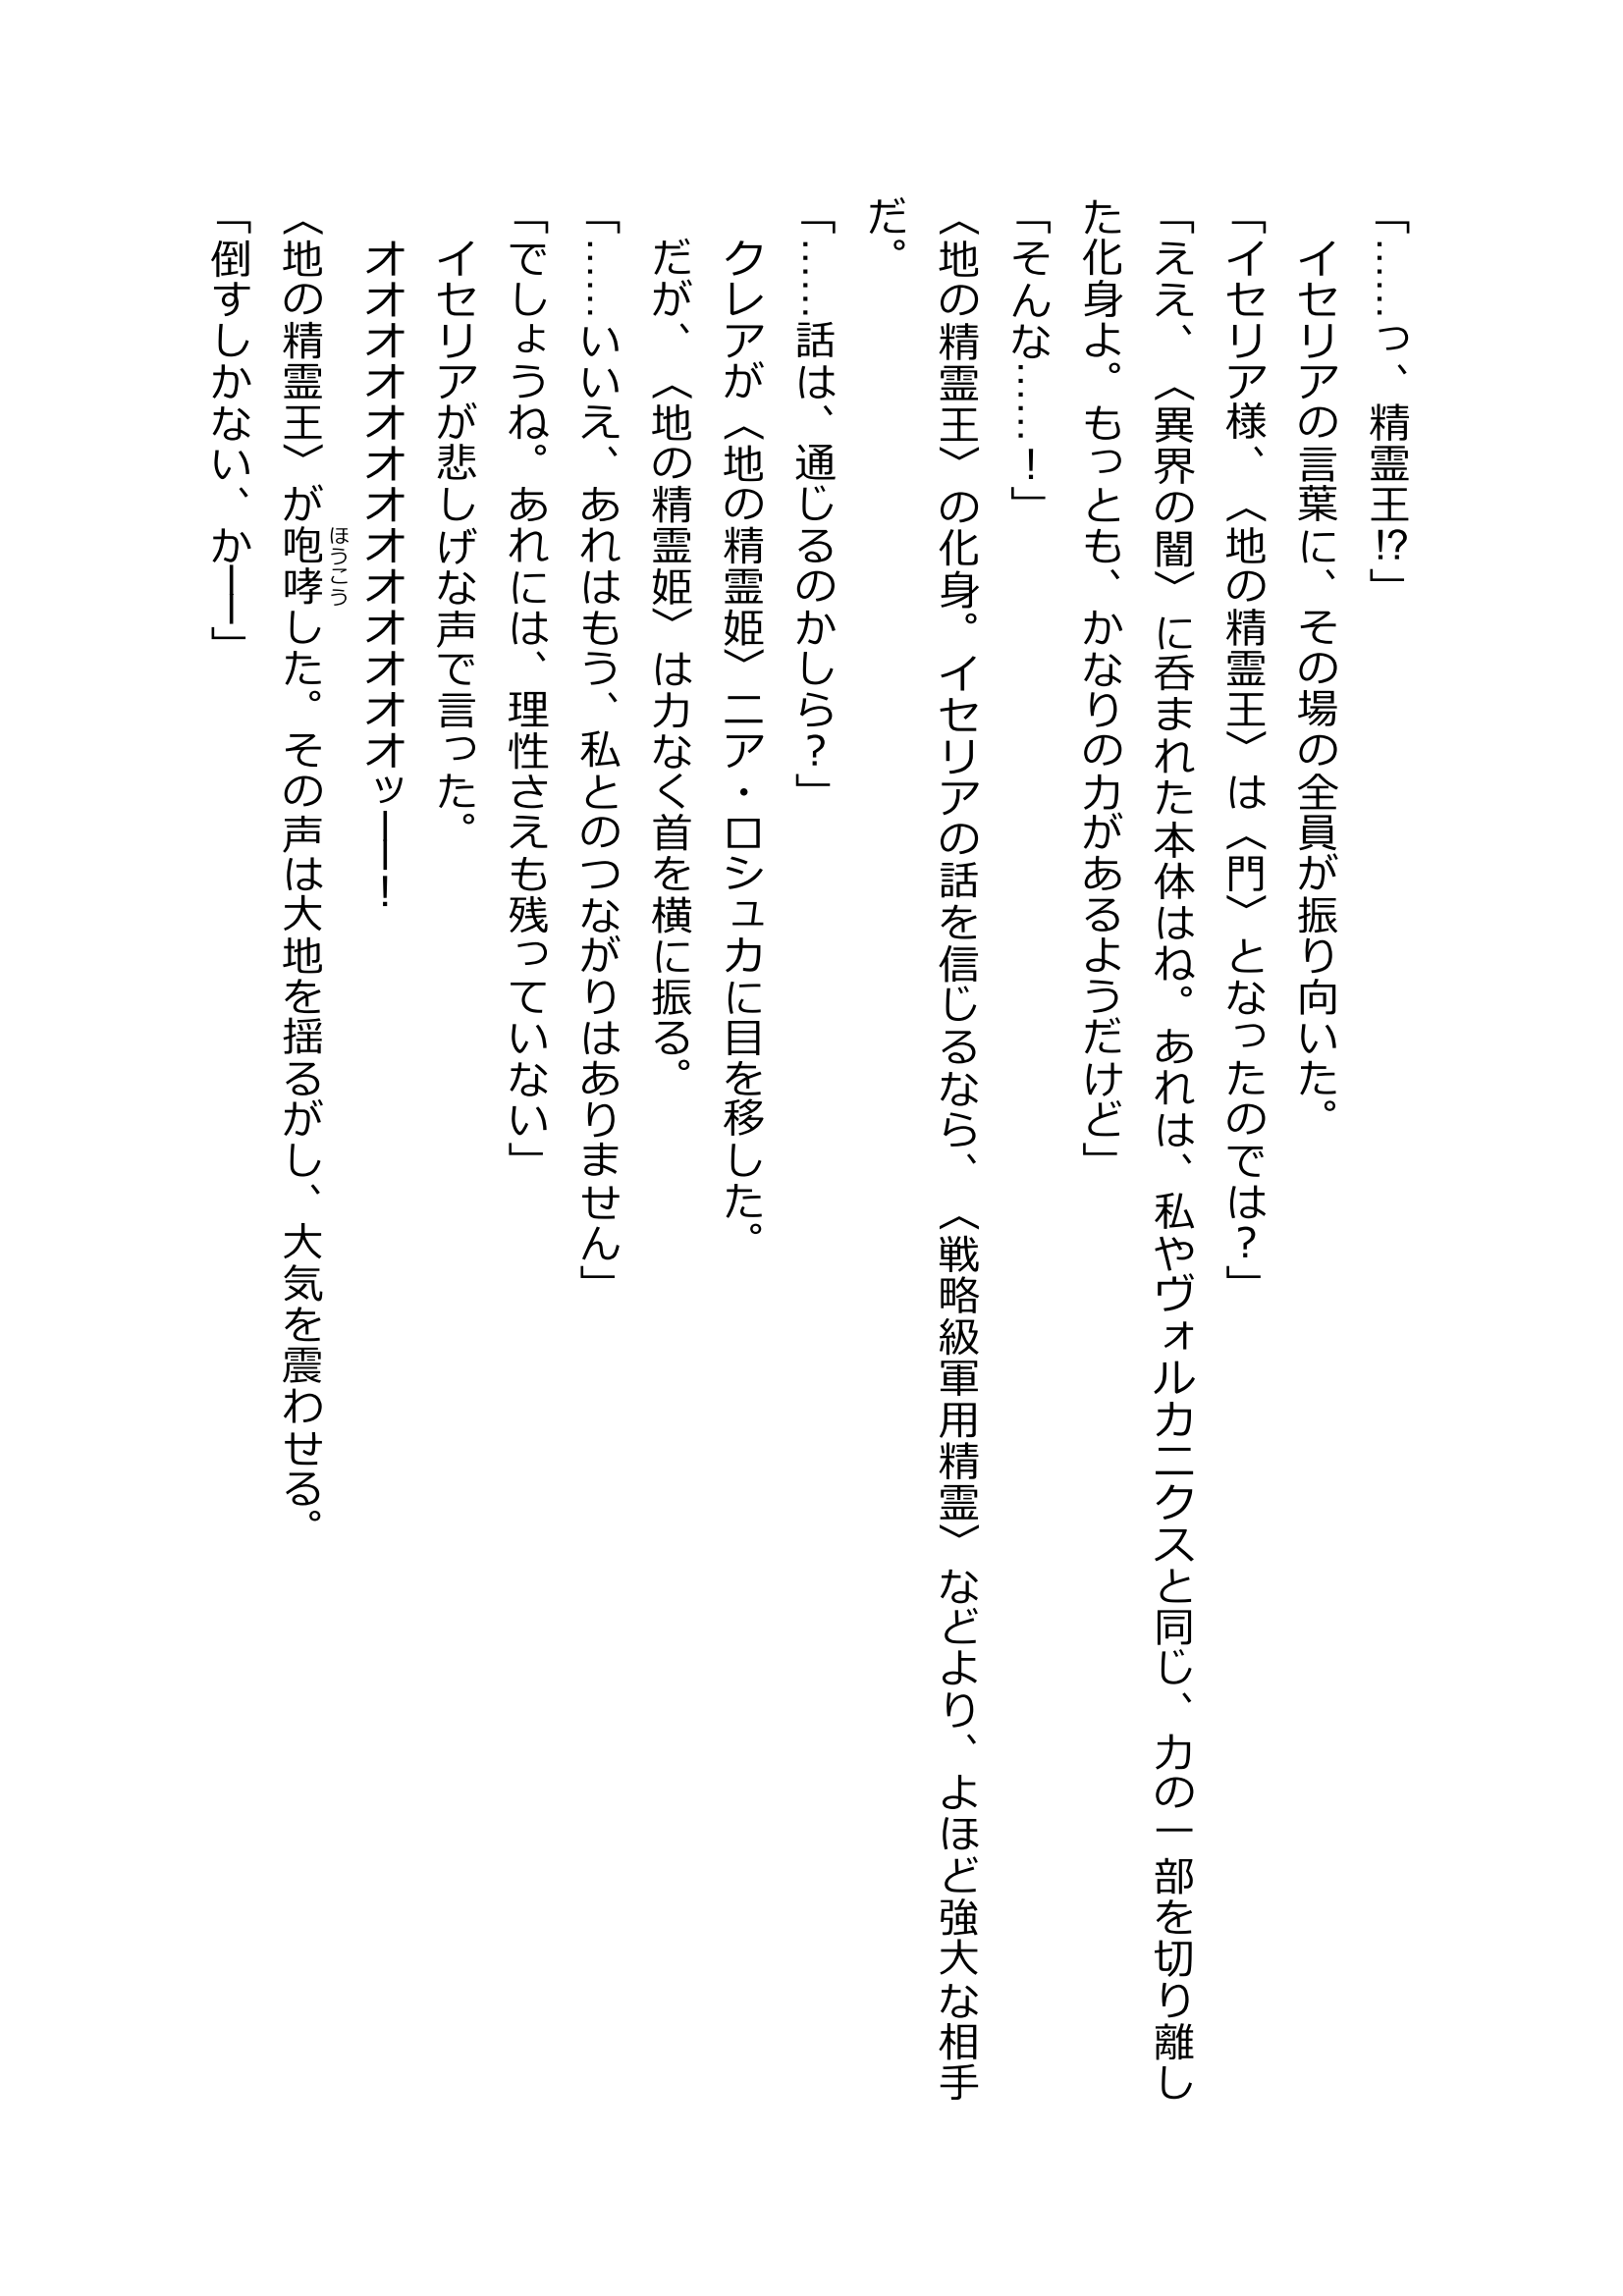 「……っ、精霊王⁉」
　イセリアの言葉に、その場の全員が振り向いた。
「イセリア様、〈地の精霊王〉は〈門〉となったのでは？」
「ええ、〈異界の闇〉に呑まれた本体はね。あれは、私やヴォルカニクスと同じ、力の一部を切り離し
た化身よ。もっとも、かなりの力があるようだけど」
「そんな……！」
〈地の精霊王〉の化身。イセリアの話を信じるなら、〈戦略級軍用精霊〉などより、よほど強大な相手
だ。
「……話は、通じるのかしら？」
　クレアが〈地の精霊姫〉ニア・ロシュカに目を移した。
　だが、〈地の精霊姫〉は力なく首を横に振る。
「……いいえ、あれはもう、私とのつながりはありません」
「でしょうね。あれには、理性さえも残っていない」
　イセリアが悲しげな声で言った。
　オオオオオオオオオオオオオッ――！
〈地の精霊王〉が咆哮した。その声は大地を揺るがし、大気を震わせる。
ほうこう
「倒すしかない、か――」